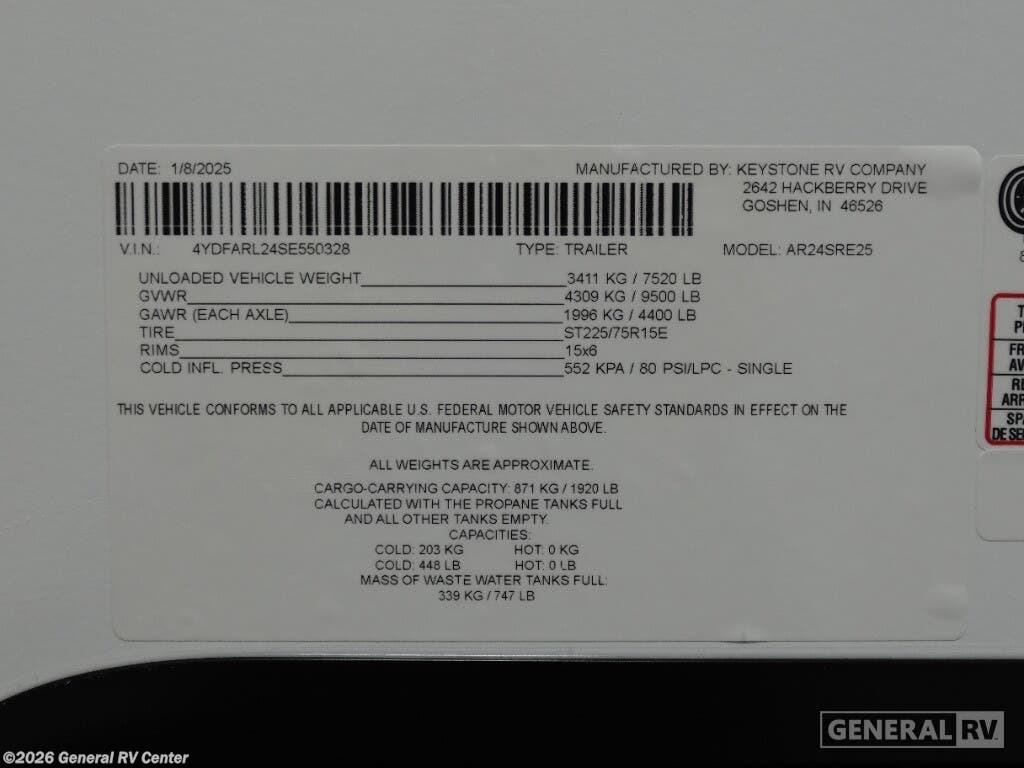 DATE: 1/8/2025
MANUFACTURED BY: KEYSTONE RV COMPANY
2642 HACKBERRY DRIVE
GOSHEN, IN 46526
V.I.N.: 4YDFARL24SE550328 TYPE: TRAILER MODEL: AR24SRE25
UNLOADED VEHICLE WEIGHT 3411 KG / 7520 LB
GVWR 4309 KG / 9500 LB
GAWR (EACH AXLE) 1996 KG / 4400 LB
TIRE ST225/75R15E
RIMS 15x6
COLD INFL. PRESS 552 KPA / 80 PSI/LPC - SINGLE
THIS VEHICLE CONFORMS TO ALL APPLICABLE U.S. FEDERAL MOTOR VEHICLE SAFETY STANDARDS IN EFFECT ON THE
DATE OF MANUFACTURE SHOWN ABOVE.
ALL WEIGHTS ARE APPROXIMATE.
CARGO-CARRYING CAPACITY: 871 KG / 1920 LB
CALCULATED WITH THE PROPANE TANKS FULL
AND ALL OTHER TANKS EMPTY.
CAPACITIES:
COLD: 203 KG HOT: 0 KG
COLD: 448 LB HOT: 0 LB
MASS OF WASTE WATER TANKS FULL:
339 KG / 747 LB
GENERAL RV
©2026 General RV Center